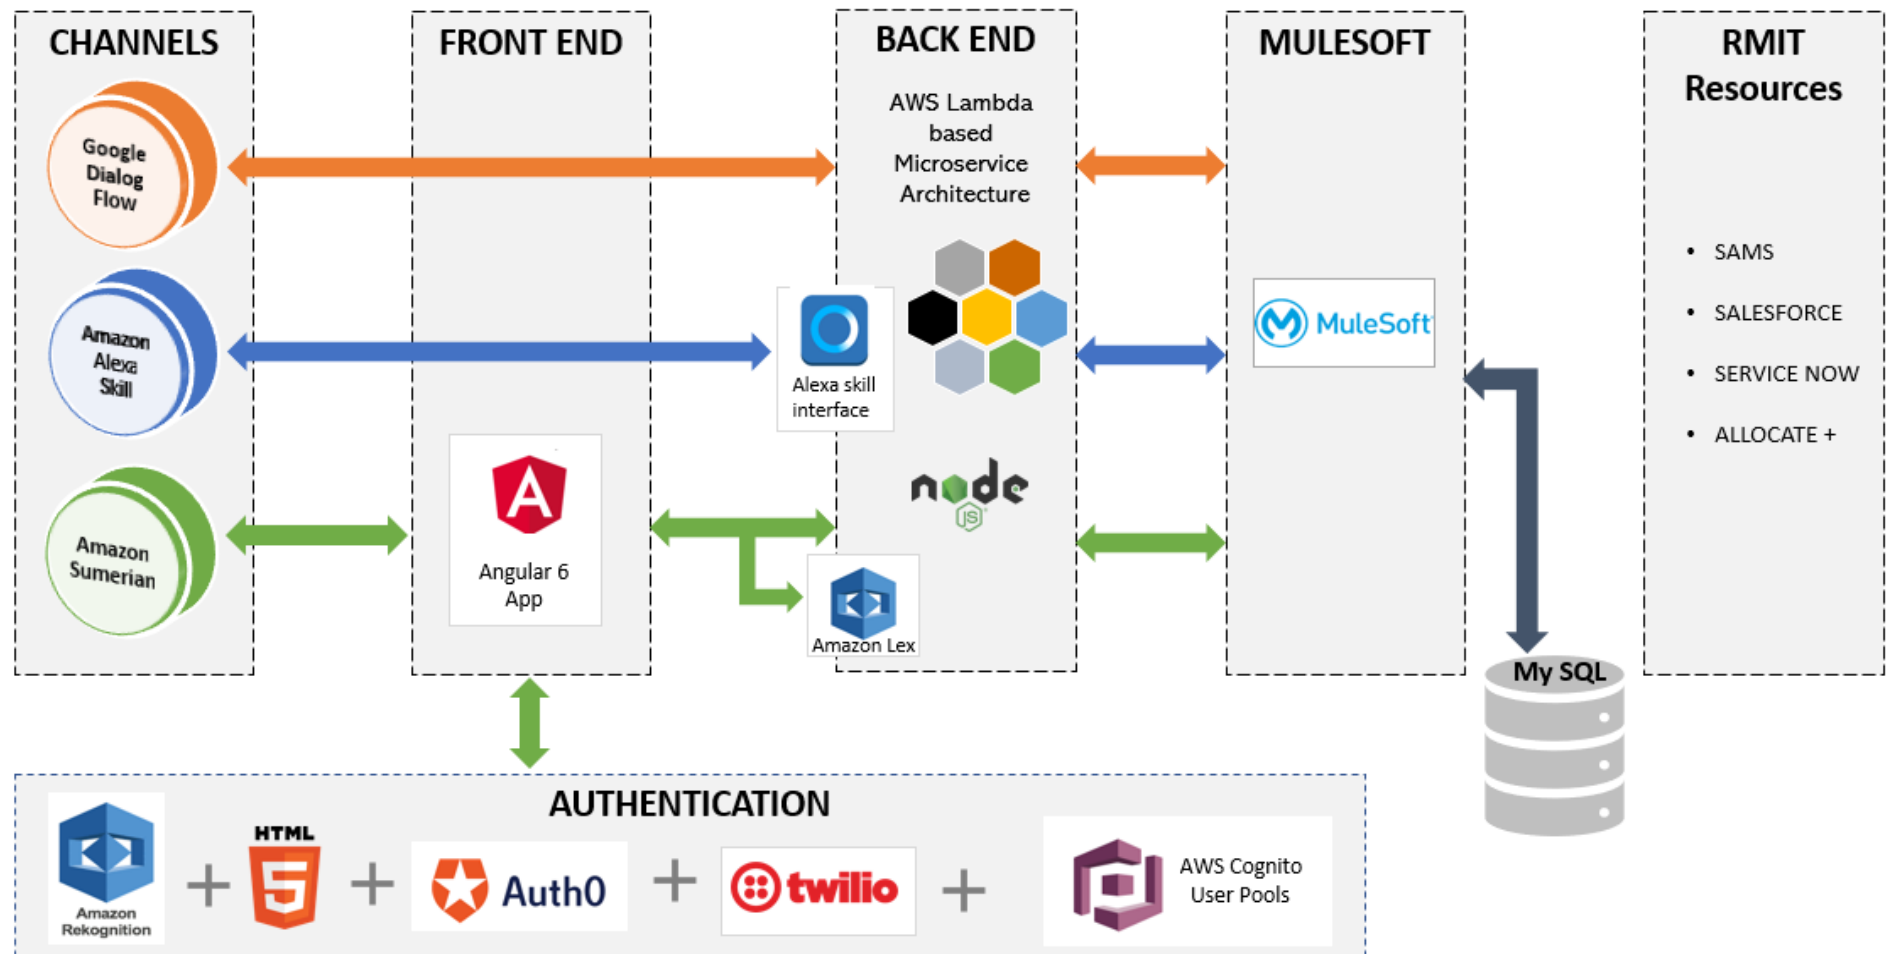 CHANNELS
Google
Dialog
Flow
Amazon
Alexa
Skill
Amazon
Sumerian
FRONT END
Angular 6
App
BACK END
AWS Lambda
based
Microservice
Architecture
Alexa skill
interface
node
JS
Amazon Lex
MULESOFT
MuleSoft
RMIT
Resources
• SAMS
• SALESFORCE
• SERVICE NOW
• ALLOCATE +
My SQL
AUTHENTICATION
Amazon
Rekognition
+
HTML
5
+
Auth0
+
twilio
+
AWS Cognito
User Pools